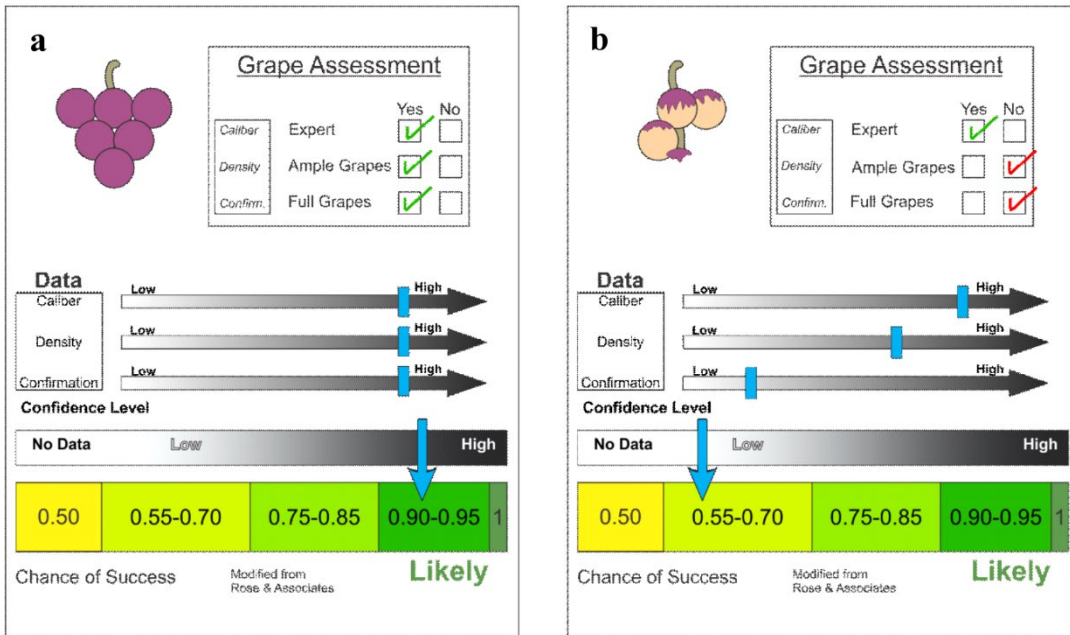 a
Grape Assessment
Yes No
Caliber Expert
Density Ample Grapes
Confirm. Full Grapes
Data
Caliber Low High
Density Low High
Confirmation Low High
Confidence Level
No Data Low High
0.50 0.55-0.70 0.75-0.85 0.90-0.95 1
Chance of Success Modified from Likely
Rose & Associates
b
Grape Assessment
Yes No
Caliber Expert
Density Ample Grapes
Confirm. Full Grapes
Data
Caliber Low High
Density Low High
Confirmation Low High
Confidence Level
No Data Low High
0.50 0.55-0.70 0.75-0.85 0.90-0.95 1
Chance of Success Modified from Likely
Rose & Associates